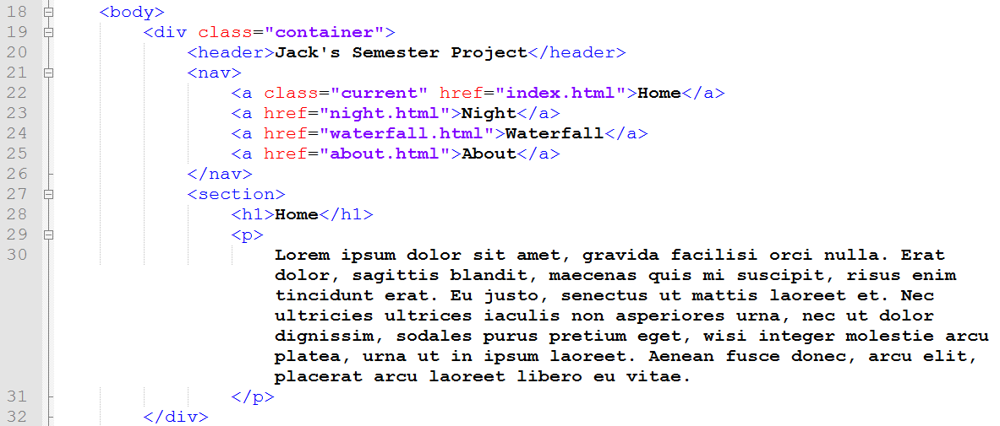 18 <body>
19 <div class="container">
20 <header>Jack's Semester Project</header>
21 <nav>
22 <a class="current" href="index.html">Home</a>
23 <a href="night.html">Night</a>
24 <a href="waterfall.html">Waterfall</a>
25 <a href="about.html">About</a>
26 </nav>
27 <section>
28 <h1>Home</h1>
29 <p>
30 Lorem ipsum dolor sit amet, gravida facilisi orci nulla. Erat
dolor, sagittis blandit, maecenas quis mi suscipit, risus enim
tincidunt erat. Eu justo, senectus ut mattis laoreet et. Nec
ultricies ultrices iaculis non asperiores urna, nec ut dolor
dignissim, sodales purus pretium eget, wisi integer molestie arcu
platea, urna ut in ipsum laoreet. Aenean fusce donec, arcu elit,
placerat arcu laoreet libero eu vitae.
31 </p>
32 </div>